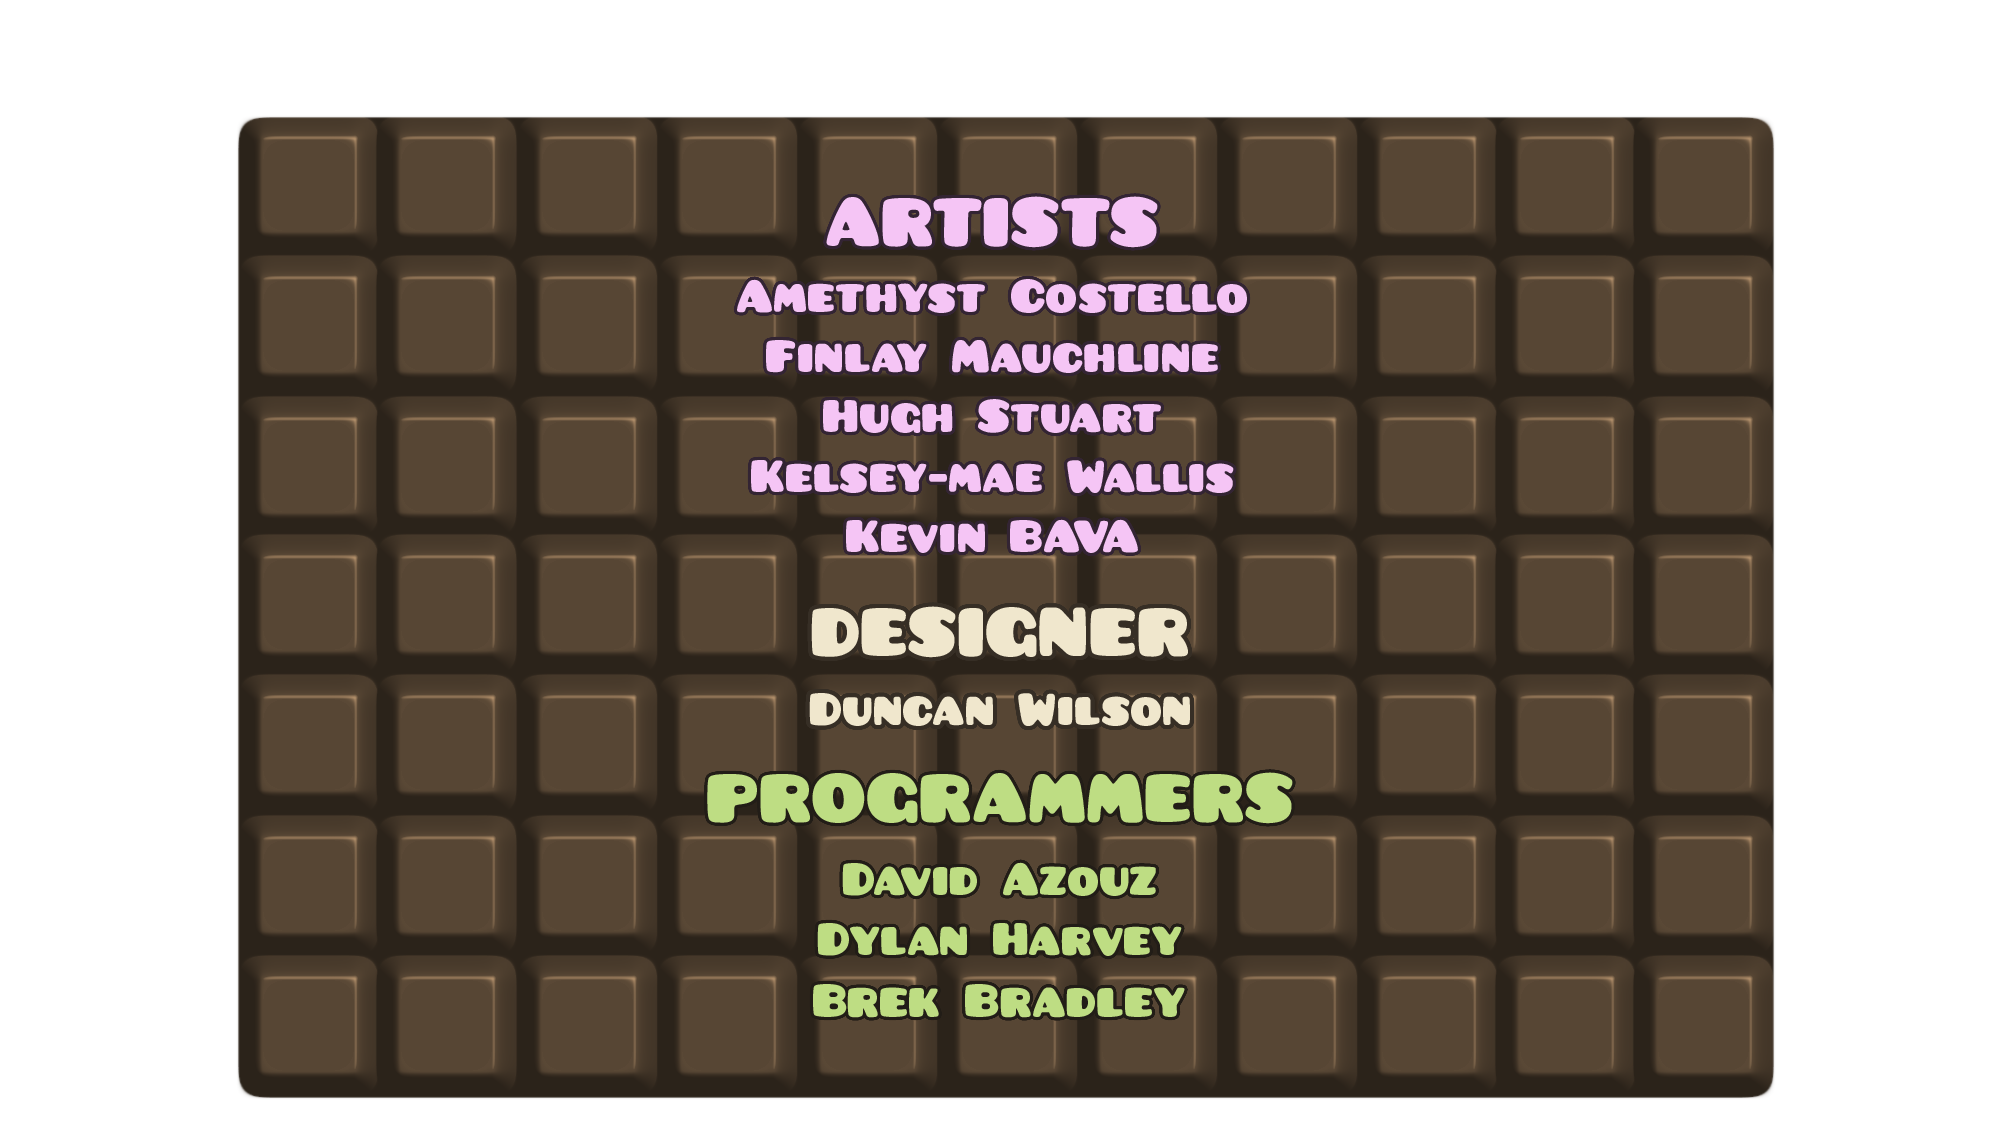 ARTISTS
Amethyst Costello
Finlay Mauchline
Hugh Stuart
Kelsey-mae Wallis
Kevin BAVA
DESIGNER
Duncan Wilson
PROGRAMMERS
David Azouz
Dylan Harvey
Brek Bradley